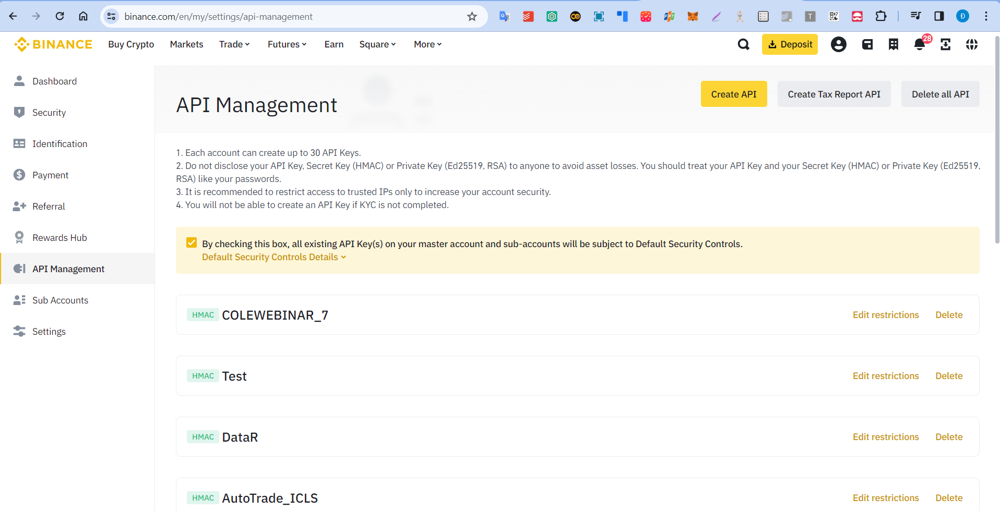 binance.com/en/my/settings/api-management
G
FPT
T
Đ
BINANCE
Buy Crypto
Markets
Trade
Futures
Earn
Square
More
Deposit
28
Dashboard
Security
Identification
Payment
Referral
Rewards Hub
API Management
Sub Accounts
Settings
API Management
Create API
Create Tax Report API
Delete all API
1. Each account can create up to 30 API Keys.
2. Do not disclose your API Key, Secret Key (HMAC) or Private Key (Ed25519, RSA) to anyone to avoid asset losses. You should treat your API Key and your Secret Key (HMAC) or Private Key (Ed25519,
RSA) like your passwords.
3. It is recommended to restrict access to trusted IPs only to increase your account security.
4. You will not be able to create an API Key if KYC is not completed.
By checking this box, all existing API Key(s) on your master account and sub-accounts will be subject to Default Security Controls.
Default Security Controls Details
HMAC COLEWEBINAR_7 Edit restrictions Delete
HMAC Test Edit restrictions Delete
HMAC DataR Edit restrictions Delete
HMAC AutoTrade_ICLS Edit restrictions Delete